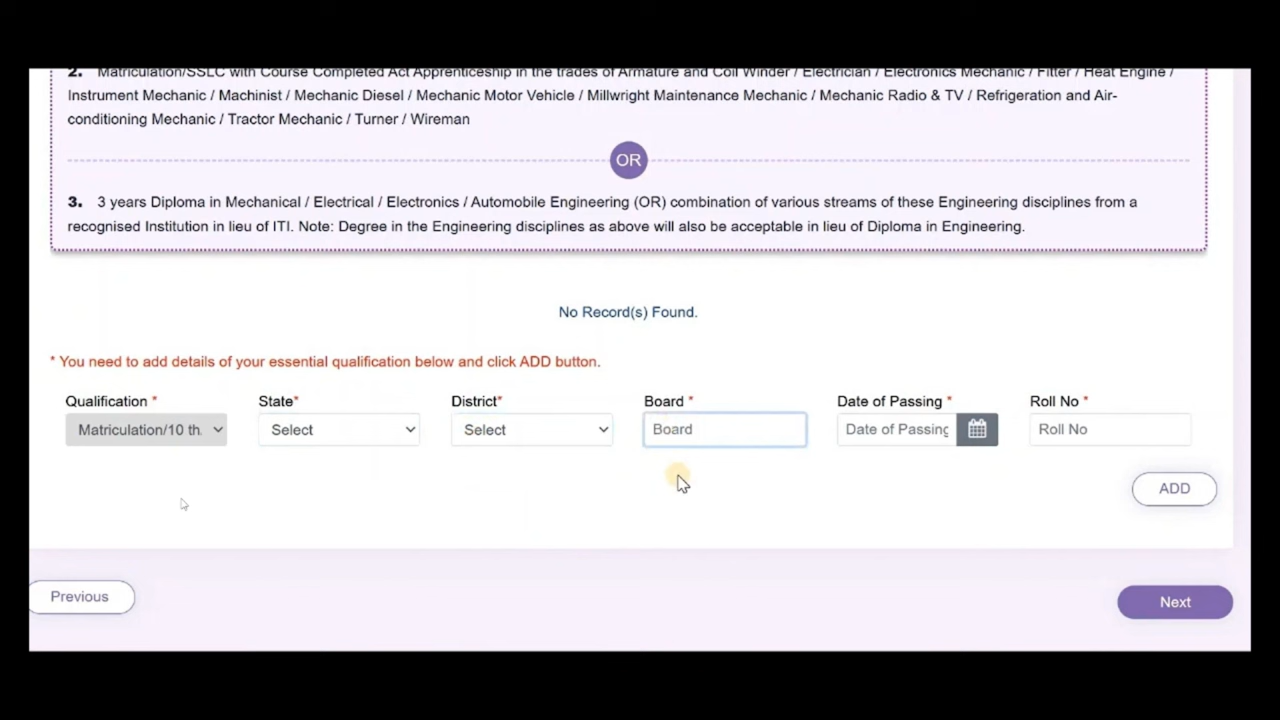 2. Matriculation/SSLC with Course Completed Act Apprenticeship in the trades of Armature and Coil Winder / Electrician / Electronics Mechanic / Fitter / Heat Engine /
Instrument Mechanic / Machinist / Mechanic Diesel / Mechanic Motor Vehicle / Millwright Maintenance Mechanic / Mechanic Radio & TV / Refrigeration and Air-
conditioning Mechanic / Tractor Mechanic / Turner / Wireman
OR
3. 3 years Diploma in Mechanical / Electrical / Electronics / Automobile Engineering (OR) combination of various streams of these Engineering disciplines from a
recognised Institution in lieu of ITI. Note: Degree in the Engineering disciplines as above will also be acceptable in lieu of Diploma in Engineering.
No Record(s) Found.
* You need to add details of your essential qualification below and click ADD button.
Qualification * State* District* Board * Date of Passing * Roll No *
Matriculation/10 th. Select Select Board Date of Passing Roll No
ADD
Previous Next